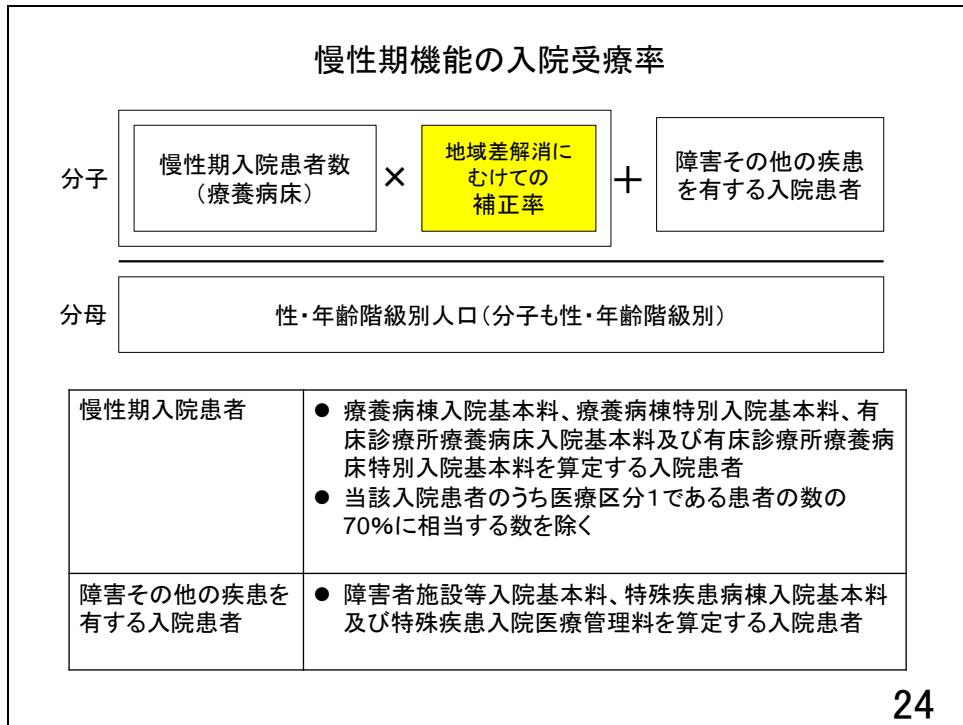 慢性期機能の入院受療率
分子
慢性期入院患者数
（療養病床）
×
地域差解消に
むけての
補正率
＋
障害その他の疾患
を有する入院患者
分母
性・年齢階級別人口（分子も性・年齢階級別）
慢性期入院患者
● 療養病棟入院基本料、療養病棟特別入院基本料、有
床診療所療養病床入院基本料及び有床診療所療養病
床特別入院基本料を算定する入院患者
● 当該入院患者のうち医療区分１である患者の数の
70%に相当する数を除く
障害その他の疾患を
有する入院患者
● 障害者施設等入院基本料、特殊疾患病棟入院基本料
及び特殊疾患入院医療管理料を算定する入院患者
24